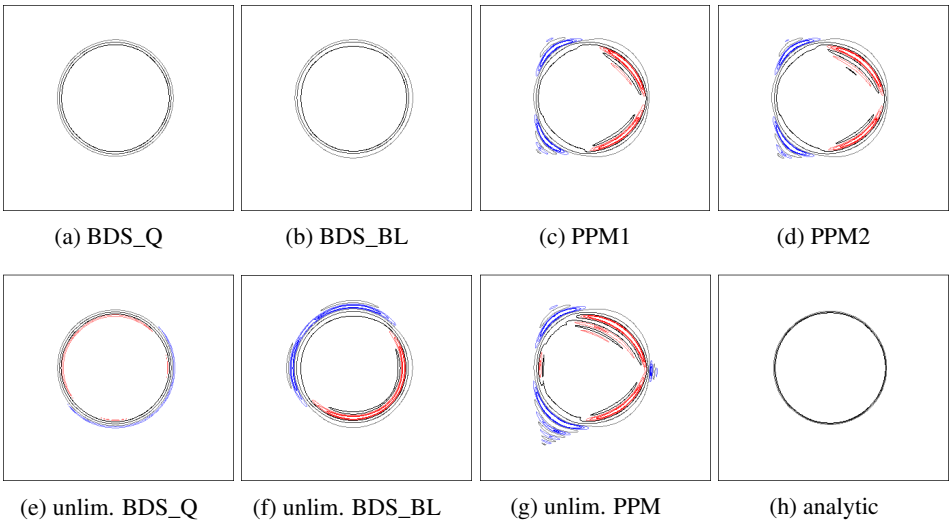 (a) BDS_Q
(b) BDS_BL
(c) PPM1
(d) PPM2
(e) unlim. BDS_Q
(f) unlim. BDS_BL
(g) unlim. PPM
(h) analytic